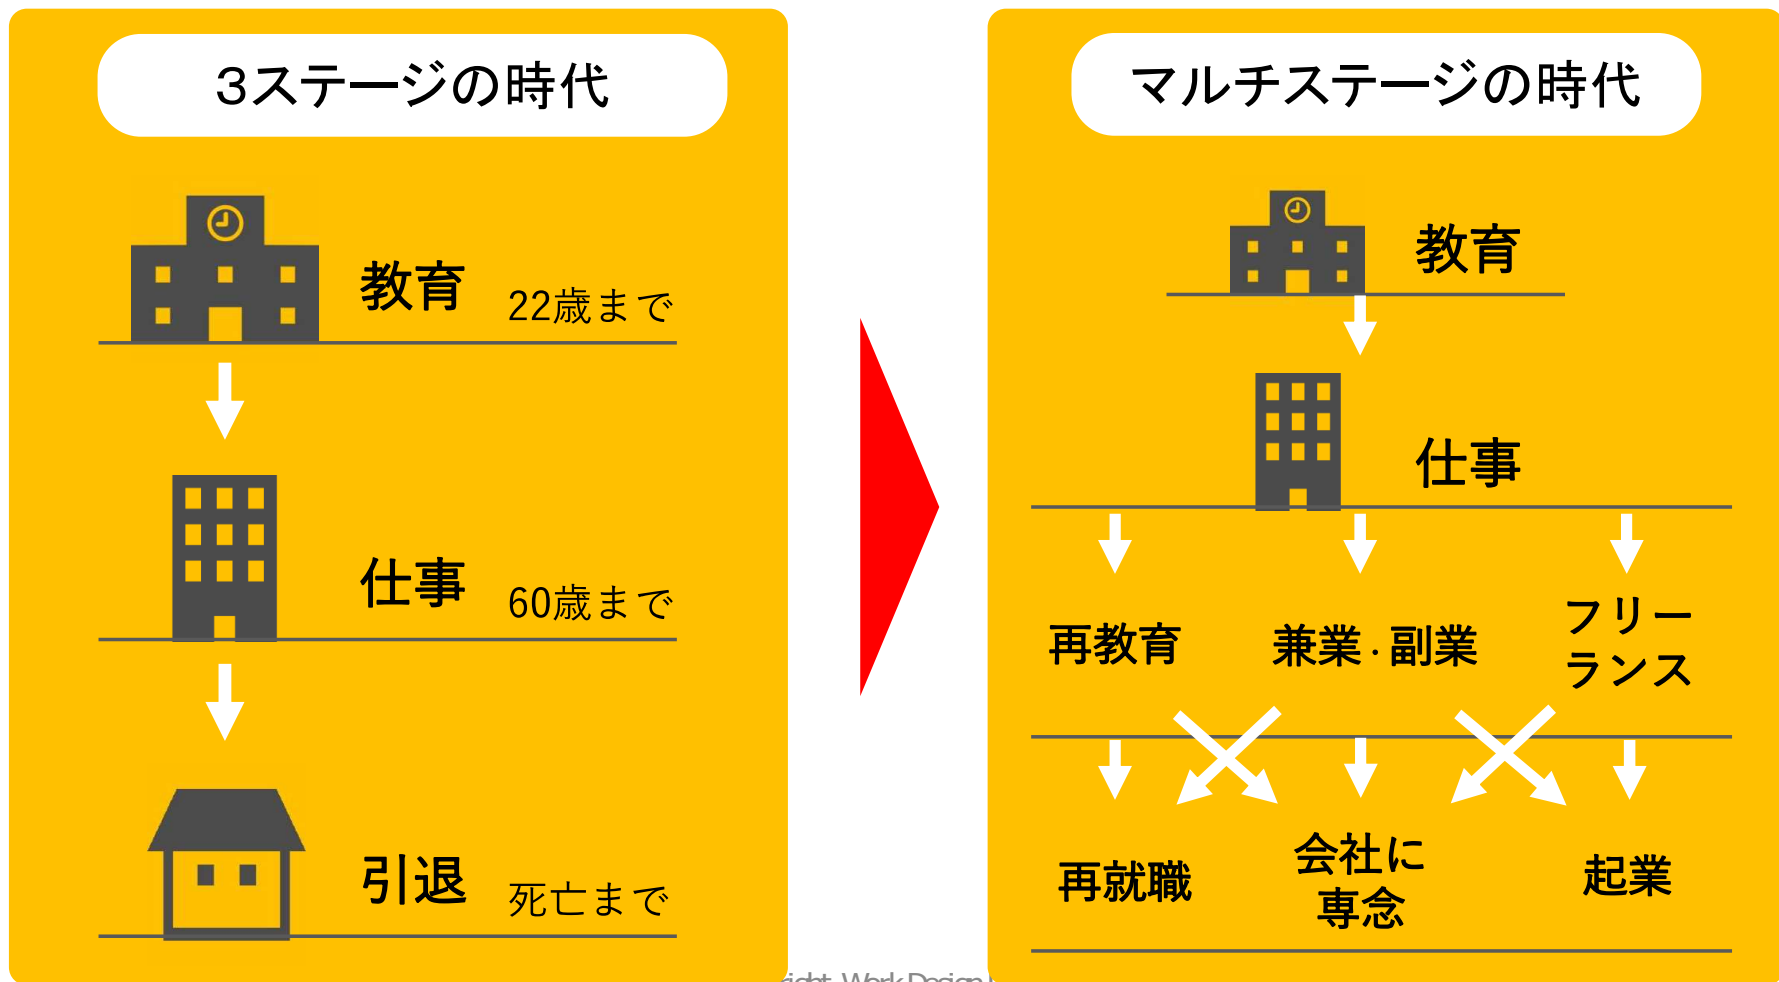 3ステージの時代
教育 22歳まで
仕事 60歳まで
引退 死亡まで
マルチステージの時代
教育
仕事
再教育
兼業・副業
フリー
ランス
再就職
会社に
専念
起業
Work Design